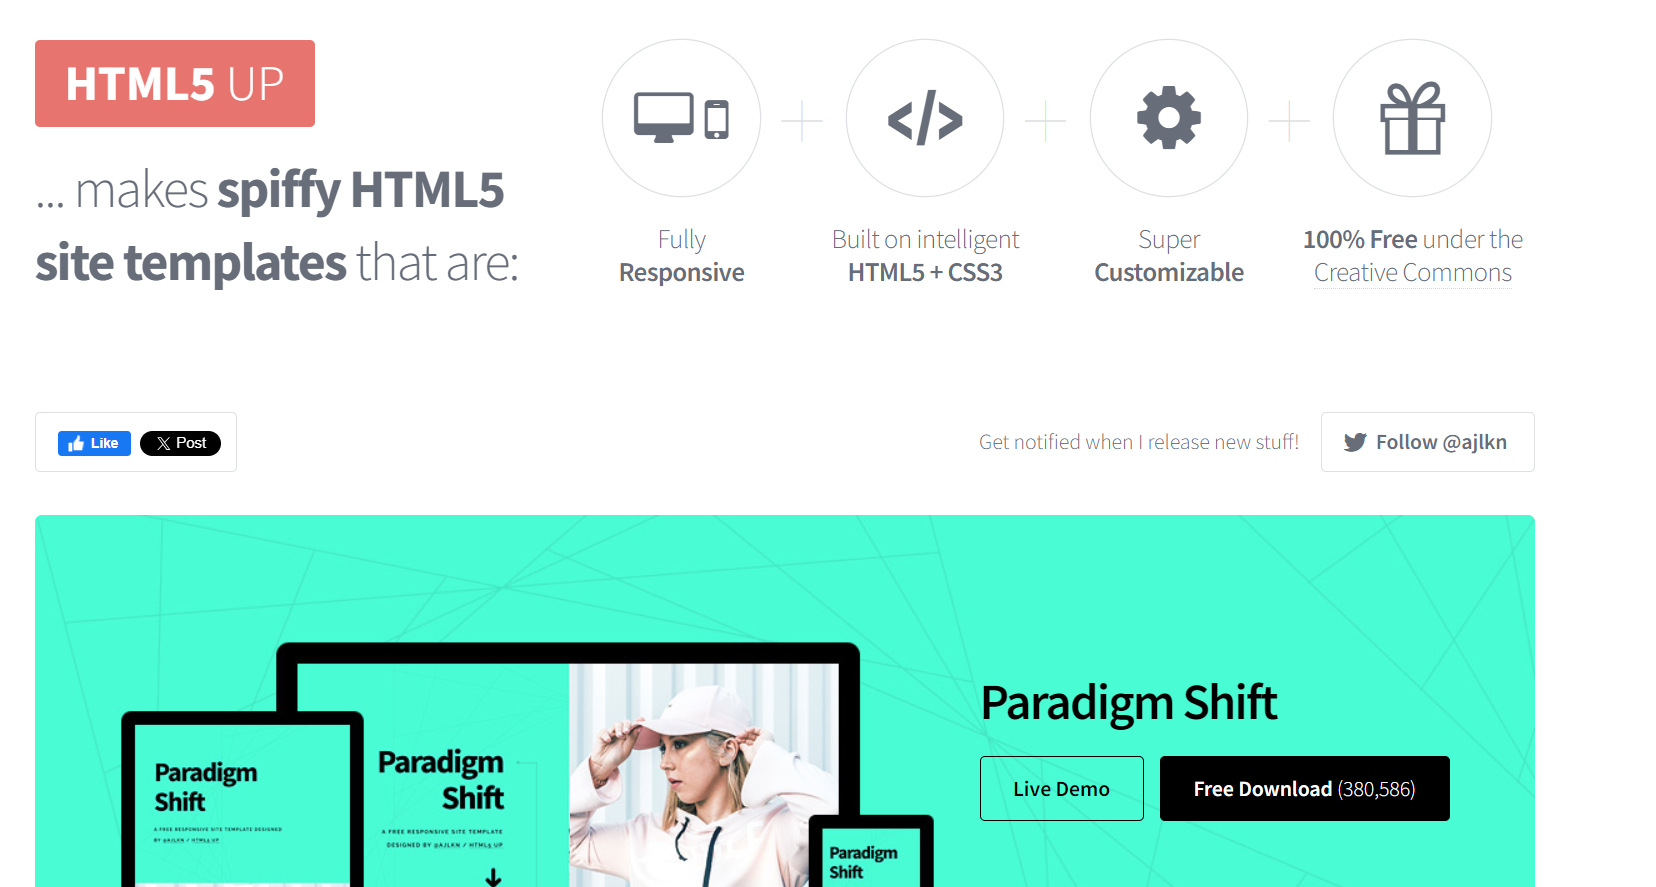 HTML5 UP
... makes spiffy HTML5
site templates that are:
Fully
Responsive
Built on intelligent
HTML5 + CSS3
Super
Customizable
100% Free under the
Creative Commons
Like
Post
Get notified when I release new stuff!
Follow @ajlkn
Paradigm Shift
Live Demo
Free Download (380,586)
Paradigm
Shift
A FREE RESPONSIVE SITE TEMPLATE DESIGNED
BY @AJLKN / HTML5 UP
Paradigm
Shift
A FREE RESPONSIVE SITE TEMPLATE
DESIGNED BY @AJLKN / HTML5 UP
Paradigm
Shift